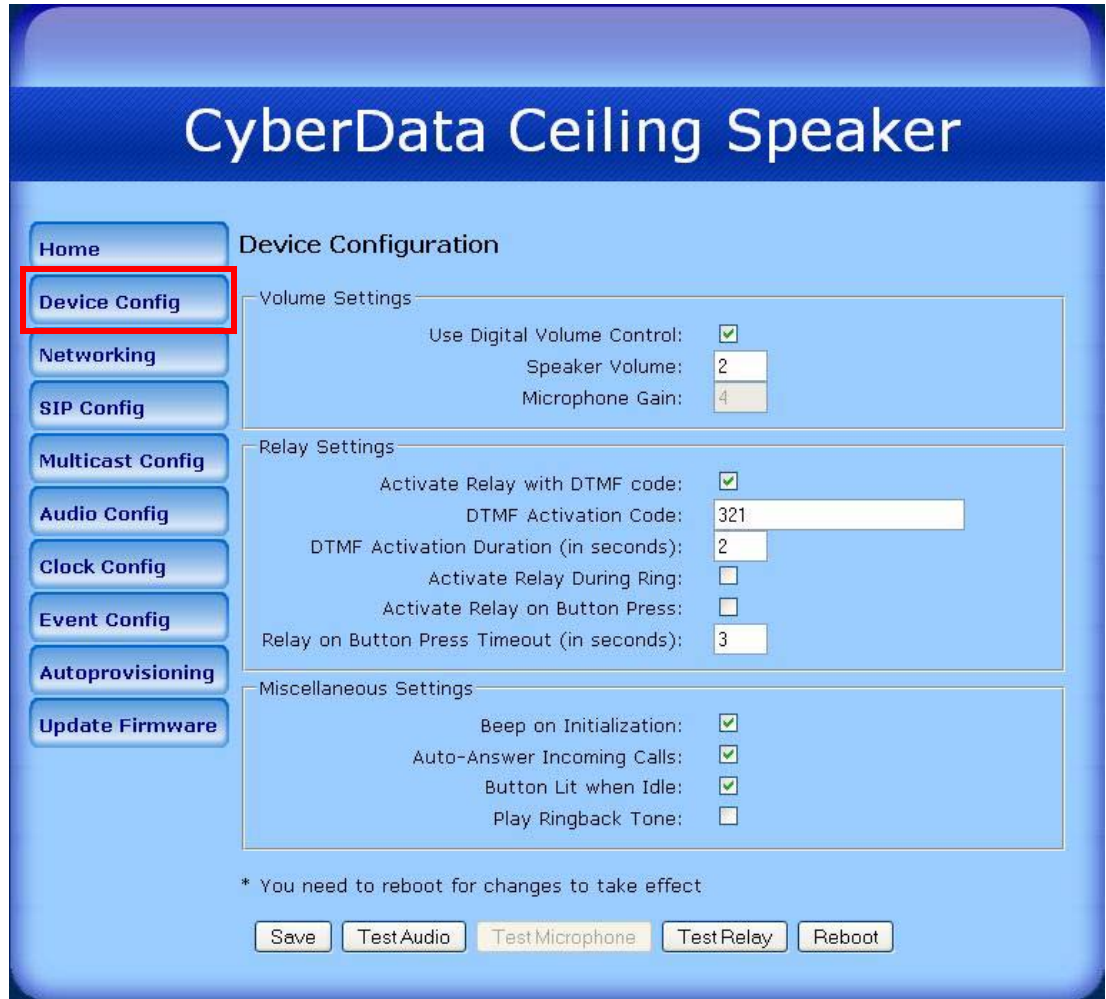 CyberData Ceiling Speaker
Home
Device Config
Networking
SIP Config
Multicast Config
Audio Config
Clock Config
Event Config
Autoprovisioning
Update Firmware
Device Configuration
Volume Settings
Use Digital Volume Control:
Speaker Volume: 2
Microphone Gain: 4
Relay Settings
Activate Relay with DTMF code:
DTMF Activation Code: 321
DTMF Activation Duration (in seconds): 2
Activate Relay During Ring:
Activate Relay on Button Press:
Relay on Button Press Timeout (in seconds): 3
Miscellaneous Settings
Beep on Initialization:
Auto-Answer Incoming Calls:
Button Lit when Idle:
Play Ringback Tone:
* You need to reboot for changes to take effect
Save Test Audio Test Microphone Test Relay Reboot